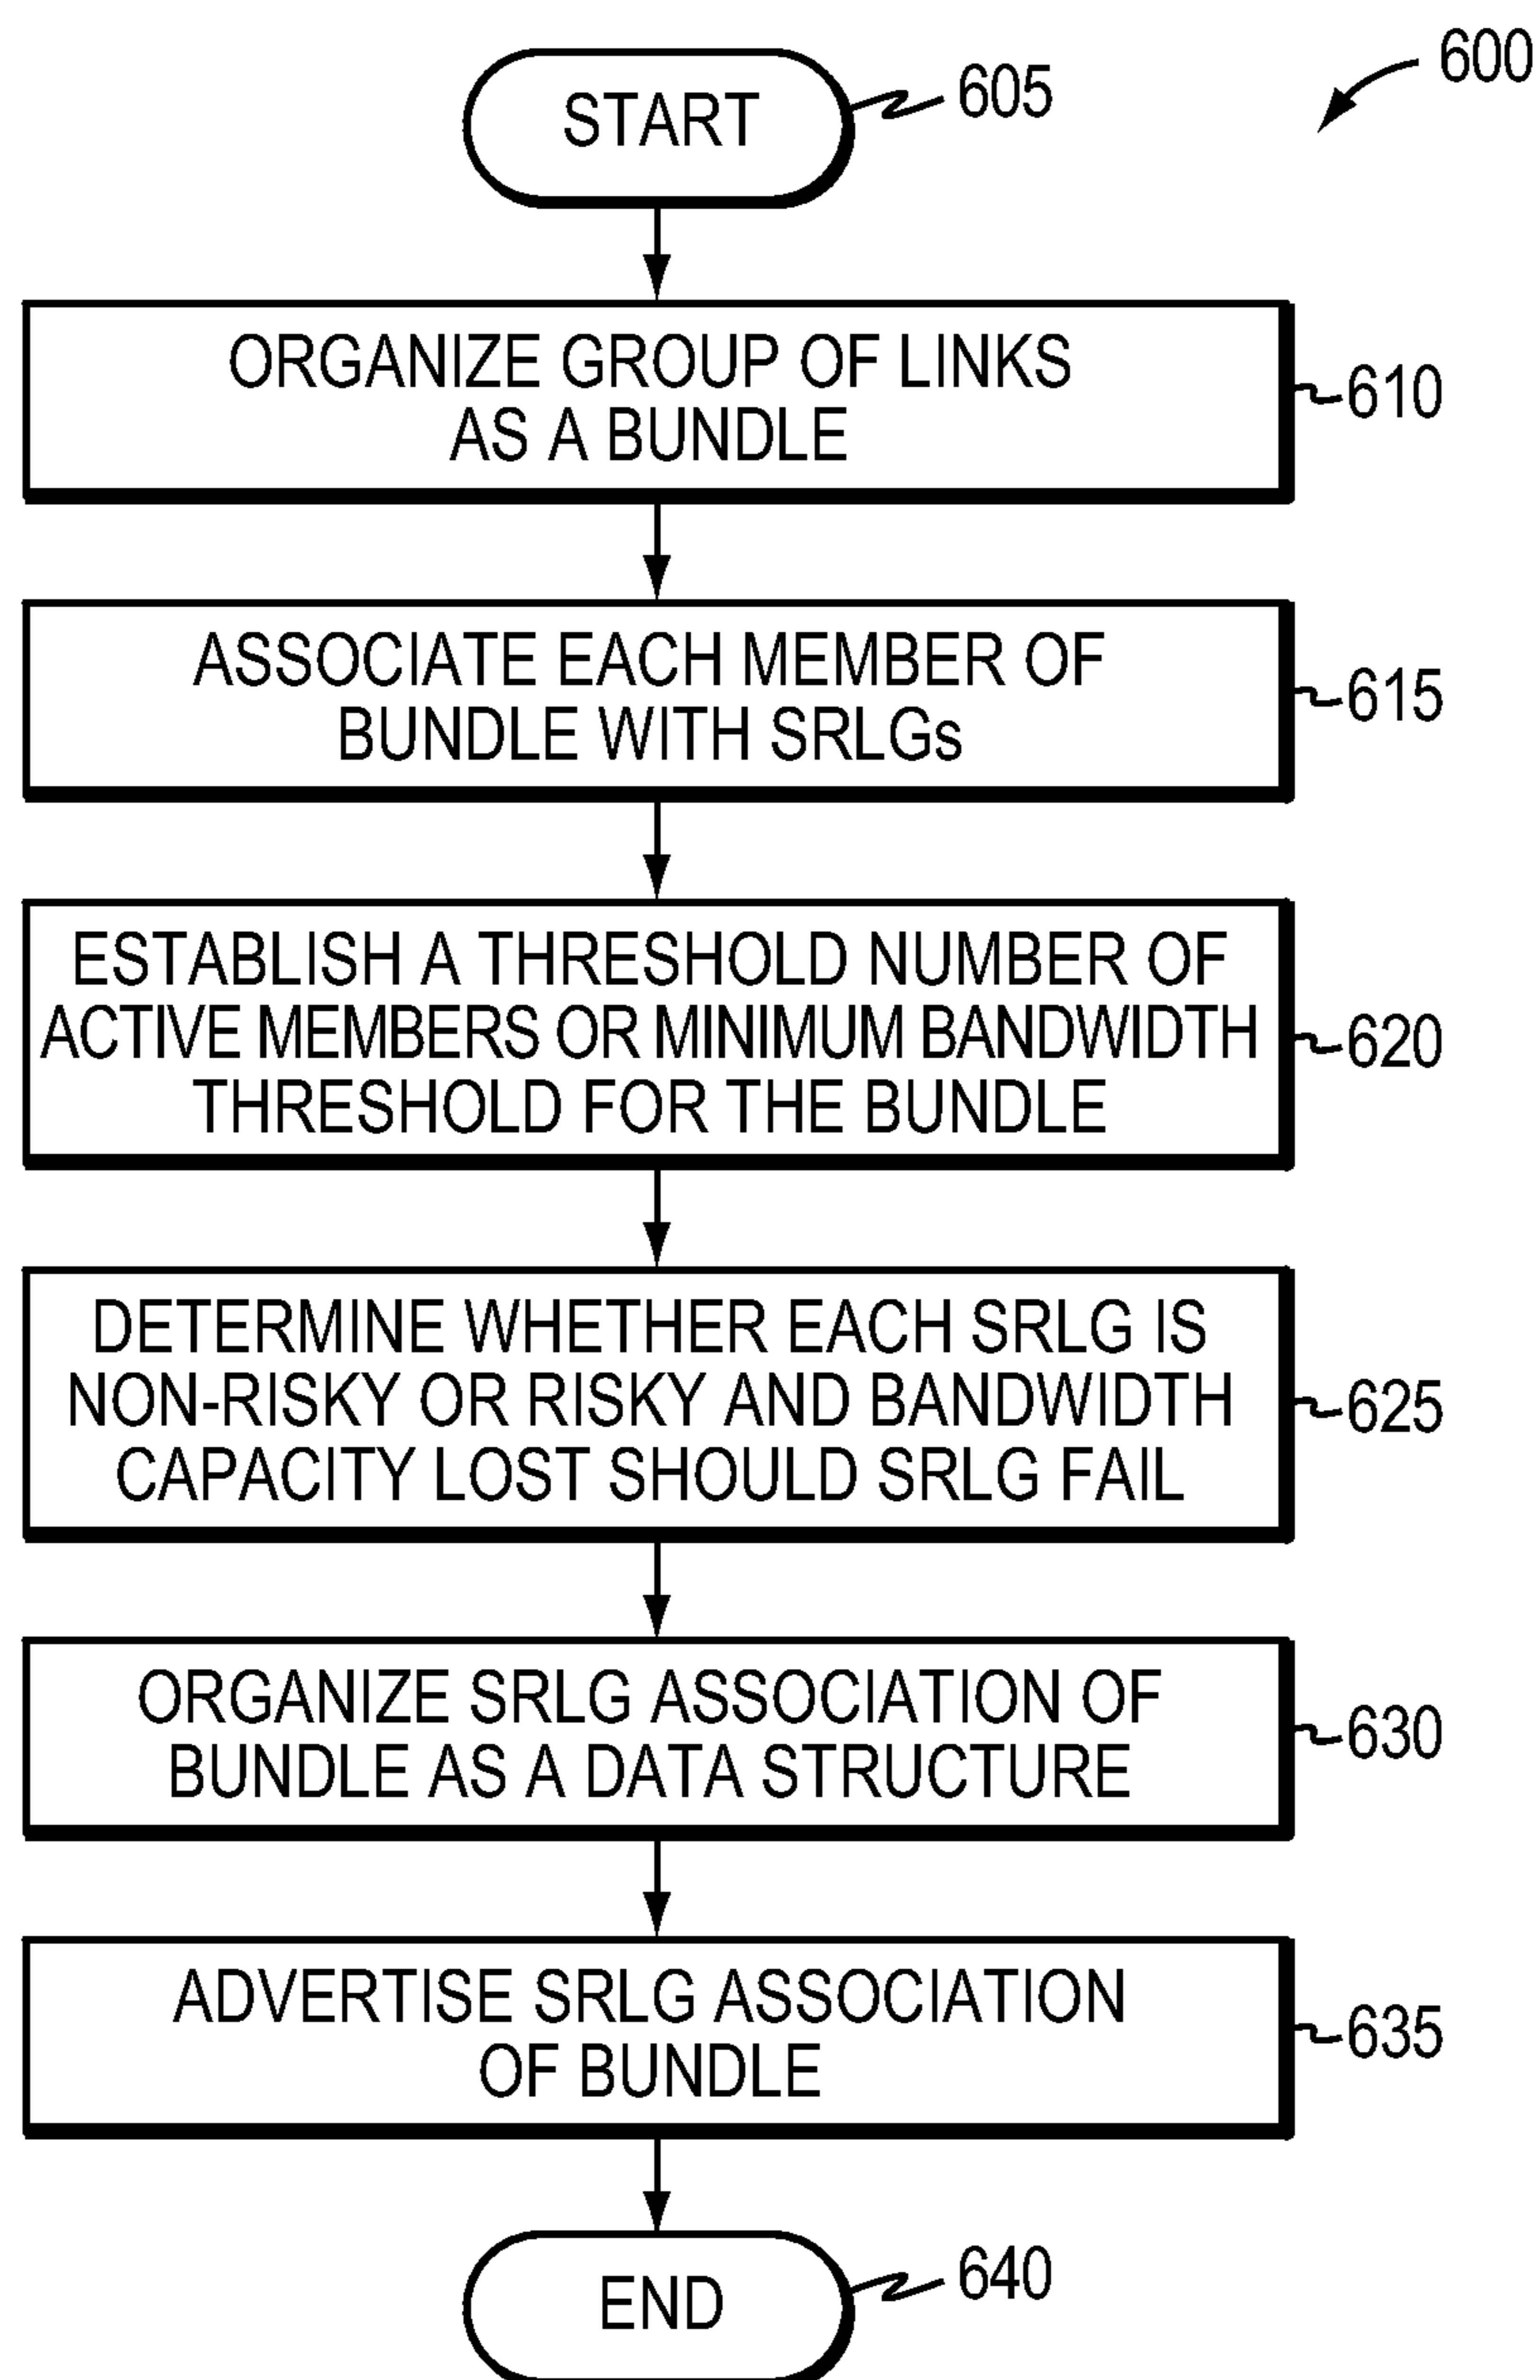 600
START
605
ORGANIZE GROUP OF LINKS
AS A BUNDLE
610
ASSOCIATE EACH MEMBER OF
BUNDLE WITH SRLGs
615
ESTABLISH A THRESHOLD NUMBER OF
ACTIVE MEMBERS OR MINIMUM BANDWIDTH
THRESHOLD FOR THE BUNDLE
620
DETERMINE WHETHER EACH SRLG IS
NON-RISKY OR RISKY AND BANDWIDTH
CAPACITY LOST SHOULD SRLG FAIL
625
ORGANIZE SRLG ASSOCIATION OF
BUNDLE AS A DATA STRUCTURE
630
ADVERTISE SRLG ASSOCIATION
OF BUNDLE
635
END
640